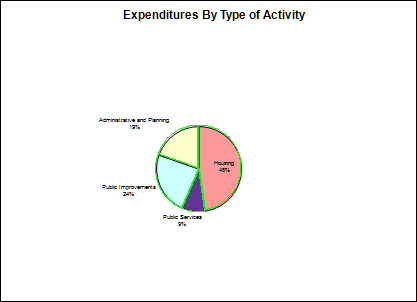 Expenditures By Type of Activity
Administrative and Planning
19%
Housing
48%
Public Improvements
24%
Public Services
9%